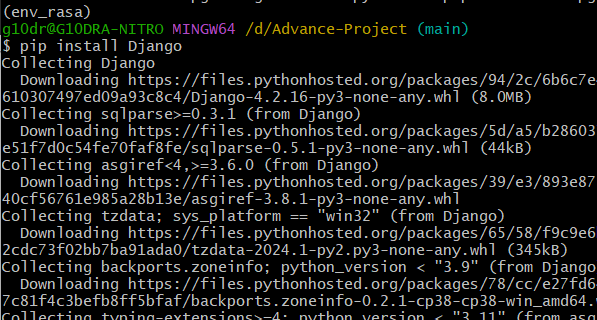 (env_rasa)
g10dr@G10DRA-NITRO MINGW64 /d/Advance-Project (main)
$ pip install Django
Collecting Django
  Downloading https://files.pythonhosted.org/packages/94/2c/6b6c7e
610307497ed09a93c8c4/Django-4.2.16-py3-none-any.whl (8.0MB)
Collecting sqlparse>=0.3.1 (from Django)
  Downloading https://files.pythonhosted.org/packages/5d/a5/b28603
e51f7d0c54fe70faf8fe/sqlparse-0.5.1-py3-none-any.whl (44kB)
Collecting asgiref<4,>=3.6.0 (from Django)
  Downloading https://files.pythonhosted.org/packages/39/e3/893e87
40cf56761e985a28b13e/asgiref-3.8.1-py3-none-any.whl
Collecting tzdata; sys_platform == "win32" (from Django)
  Downloading https://files.pythonhosted.org/packages/65/58/f9c9e6
2cdc73f02bb7ba91ada0/tzdata-2024.1-py2.py3-none-any.whl (345kB)
Collecting backports.zoneinfo; python_version < "3.9" (from Django
  Downloading https://files.pythonhosted.org/packages/78/cc/e27fd6
7c81f4c3befb8ff5bfaf/backports.zoneinfo-0.2.1-cp38-cp38-win_amd64.
Collecting typing-extensions>=4; python_version < "3.11" (from asg